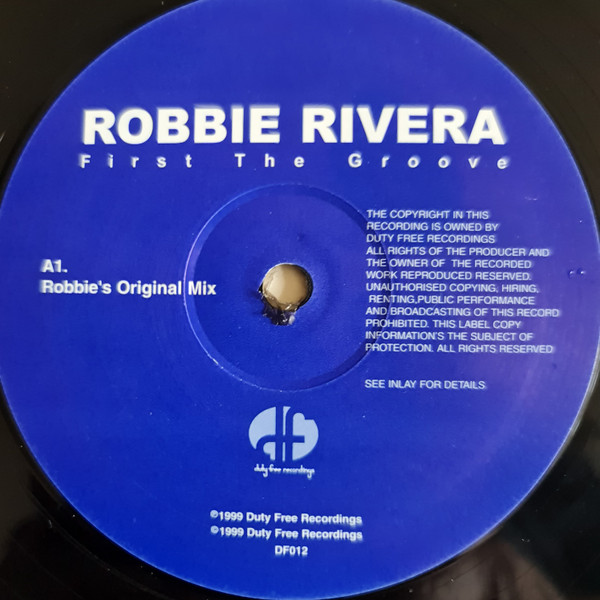 ROBBIE RIVERA
First The Groove
A1.
Robbie's Original Mix
THE COPYRIGHT IN THIS
RECORDING IS OWNED BY
DUTY FREE RECORDINGS
ALL RIGHTS OF THE PRODUCER AND
THE OWNER OF THE RECORDED
WORK REPRODUCED RESERVED.
UNAUTHORISED COPYING, HIRING,
RENTING,PUBLIC PERFORMANCE
AND BROADCASTING OF THIS RECORD
PROHIBITED. THIS LABEL COPY
INFORMATION'S THE SUBJECT OF
PROTECTION. ALL RIGHTS RESERVED
SEE INLAY FOR DETAILS.
df
duty free recordings
©1999 Duty Free Recordings
©1999 Duty Free Recordings
DF012